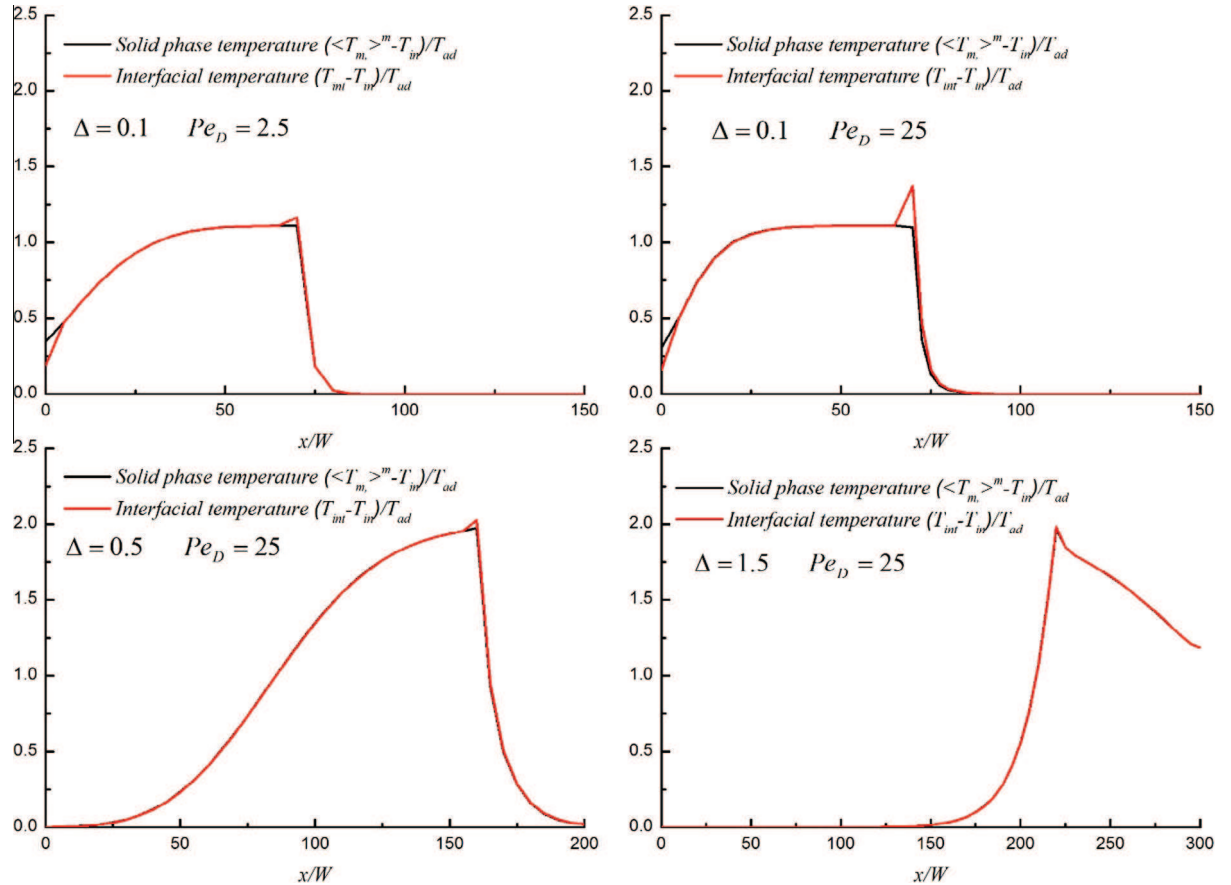 2.5
2.0
1.5
1.0
0.5
0.0
Solid phase temperature (<T_m,>^m-T_in)/T_ad
Interfacial temperature (T_int-T_in)/T_ad
Δ = 0.1 Pe_D = 2.5
0 50 100 150
x/W
2.5
2.0
1.5
1.0
0.5
0.0
Solid phase temperature (<T_m,>^m-T_in)/T_ad
Interfacial temperature (T_int-T_in)/T_ad
Δ = 0.1 Pe_D = 25
0 50 100 150
x/W
2.5
2.0
1.5
1.0
0.5
0.0
Solid phase temperature (<T_m,>^m-T_in)/T_ad
Interfacial temperature (T_int-T_in)/T_ad
Δ = 0.5 Pe_D = 25
0 50 100 150 200
x/W
2.5
2.0
1.5
1.0
0.5
0.0
Solid phase temperature (<T_m,>^m-T_in)/T_ad
Interfacial temperature (T_int-T_in)/T_ad
Δ = 1.5 Pe_D = 25
0 50 100 150 200 250 300
x/W